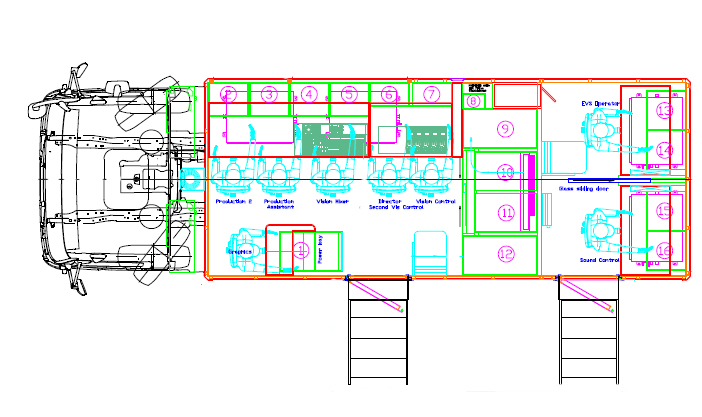 2 3 4 5 6 7
8
9
EVS Operator
13
14
10
Glass sliding door
Production 2
Production Assistant
Vision Mixer
Director
Second Vis Control
Vision Control
11
15
Graphics
1
Power bay
12
Sound Control
16